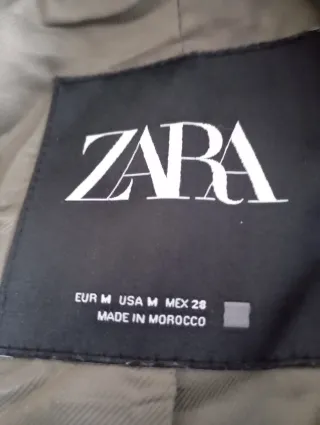 ZARA
EUR M USA M MEX 28
MADE IN MOROCCO